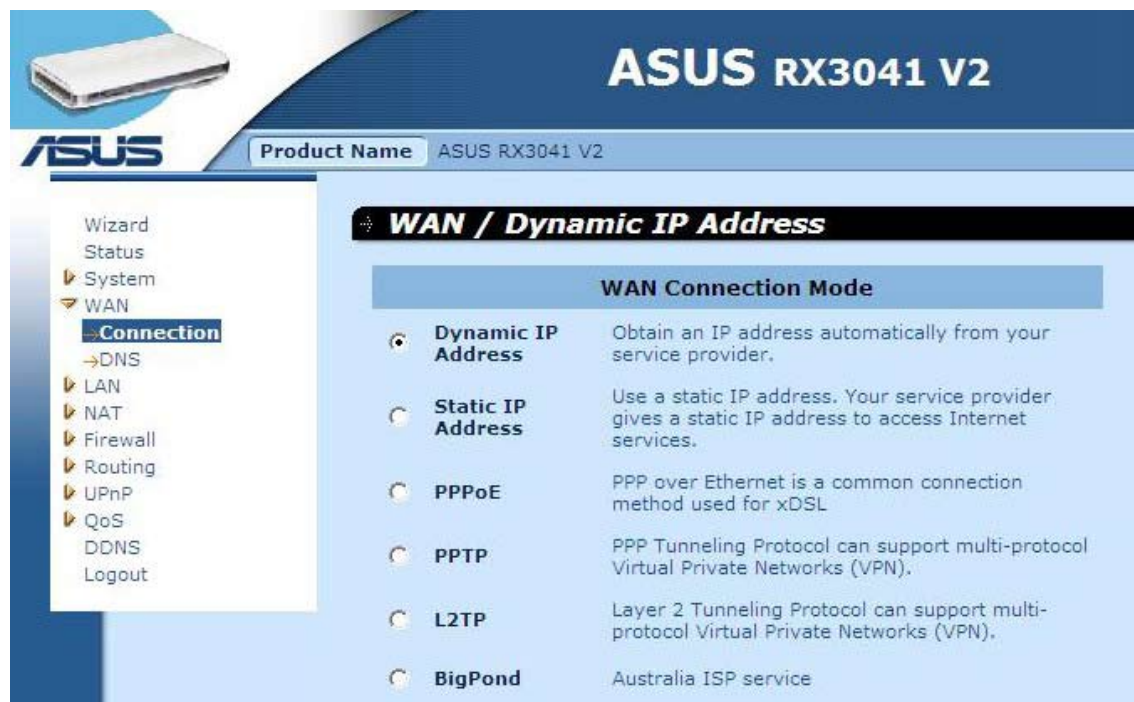 ASUS RX3041 V2
ASUS
Product Name ASUS RX3041 V2
Wizard
Status
System
WAN
→Connection
→DNS
LAN
NAT
Firewall
Routing
UPnP
QoS
DDNS
Logout
WAN / Dynamic IP Address
WAN Connection Mode
Dynamic IP
Address
Obtain an IP address automatically from your
service provider.
Static IP
Address
Use a static IP address. Your service provider
gives a static IP address to access Internet
services.
PPPoE
PPP over Ethernet is a common connection
method used for xDSL
PPTP
PPP Tunneling Protocol can support multi-protocol
Virtual Private Networks (VPN).
L2TP
Layer 2 Tunneling Protocol can support multi-
protocol Virtual Private Networks (VPN).
BigPond
Australia ISP service